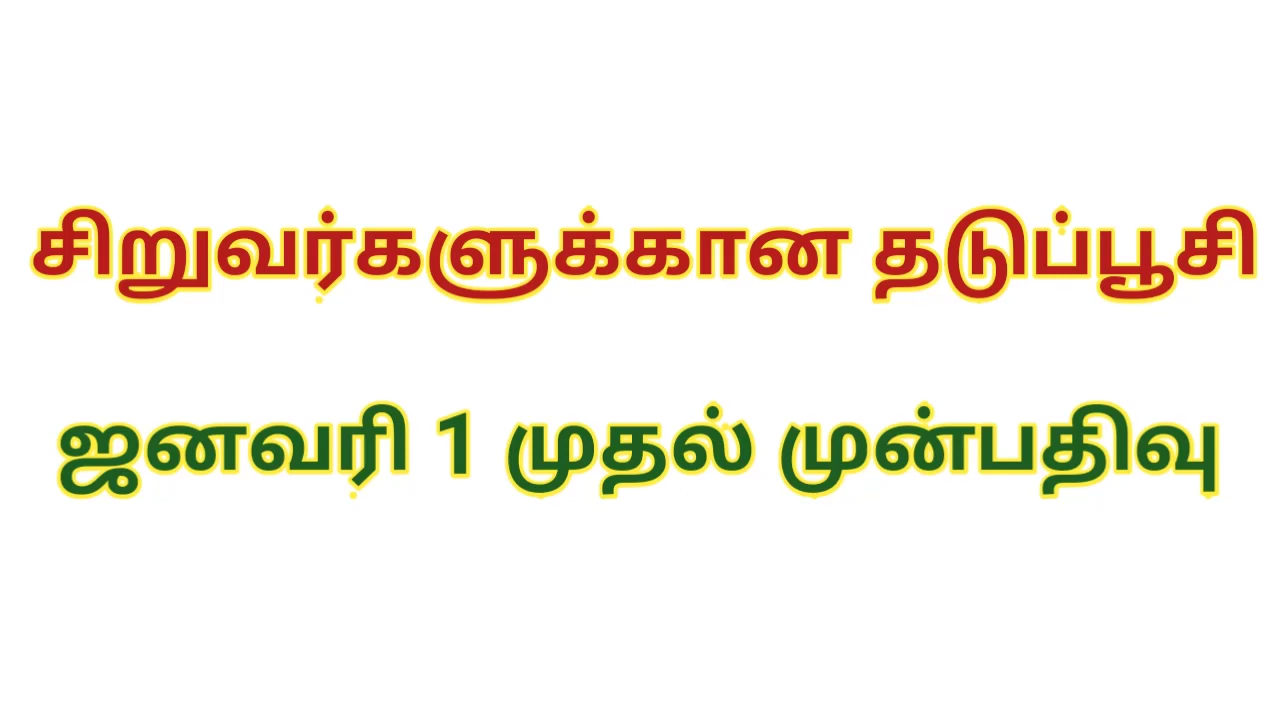 சிறுவர்களுக்கான தடுப்பூசி
ஜனவரி 1 முதல் முன்பதிவு